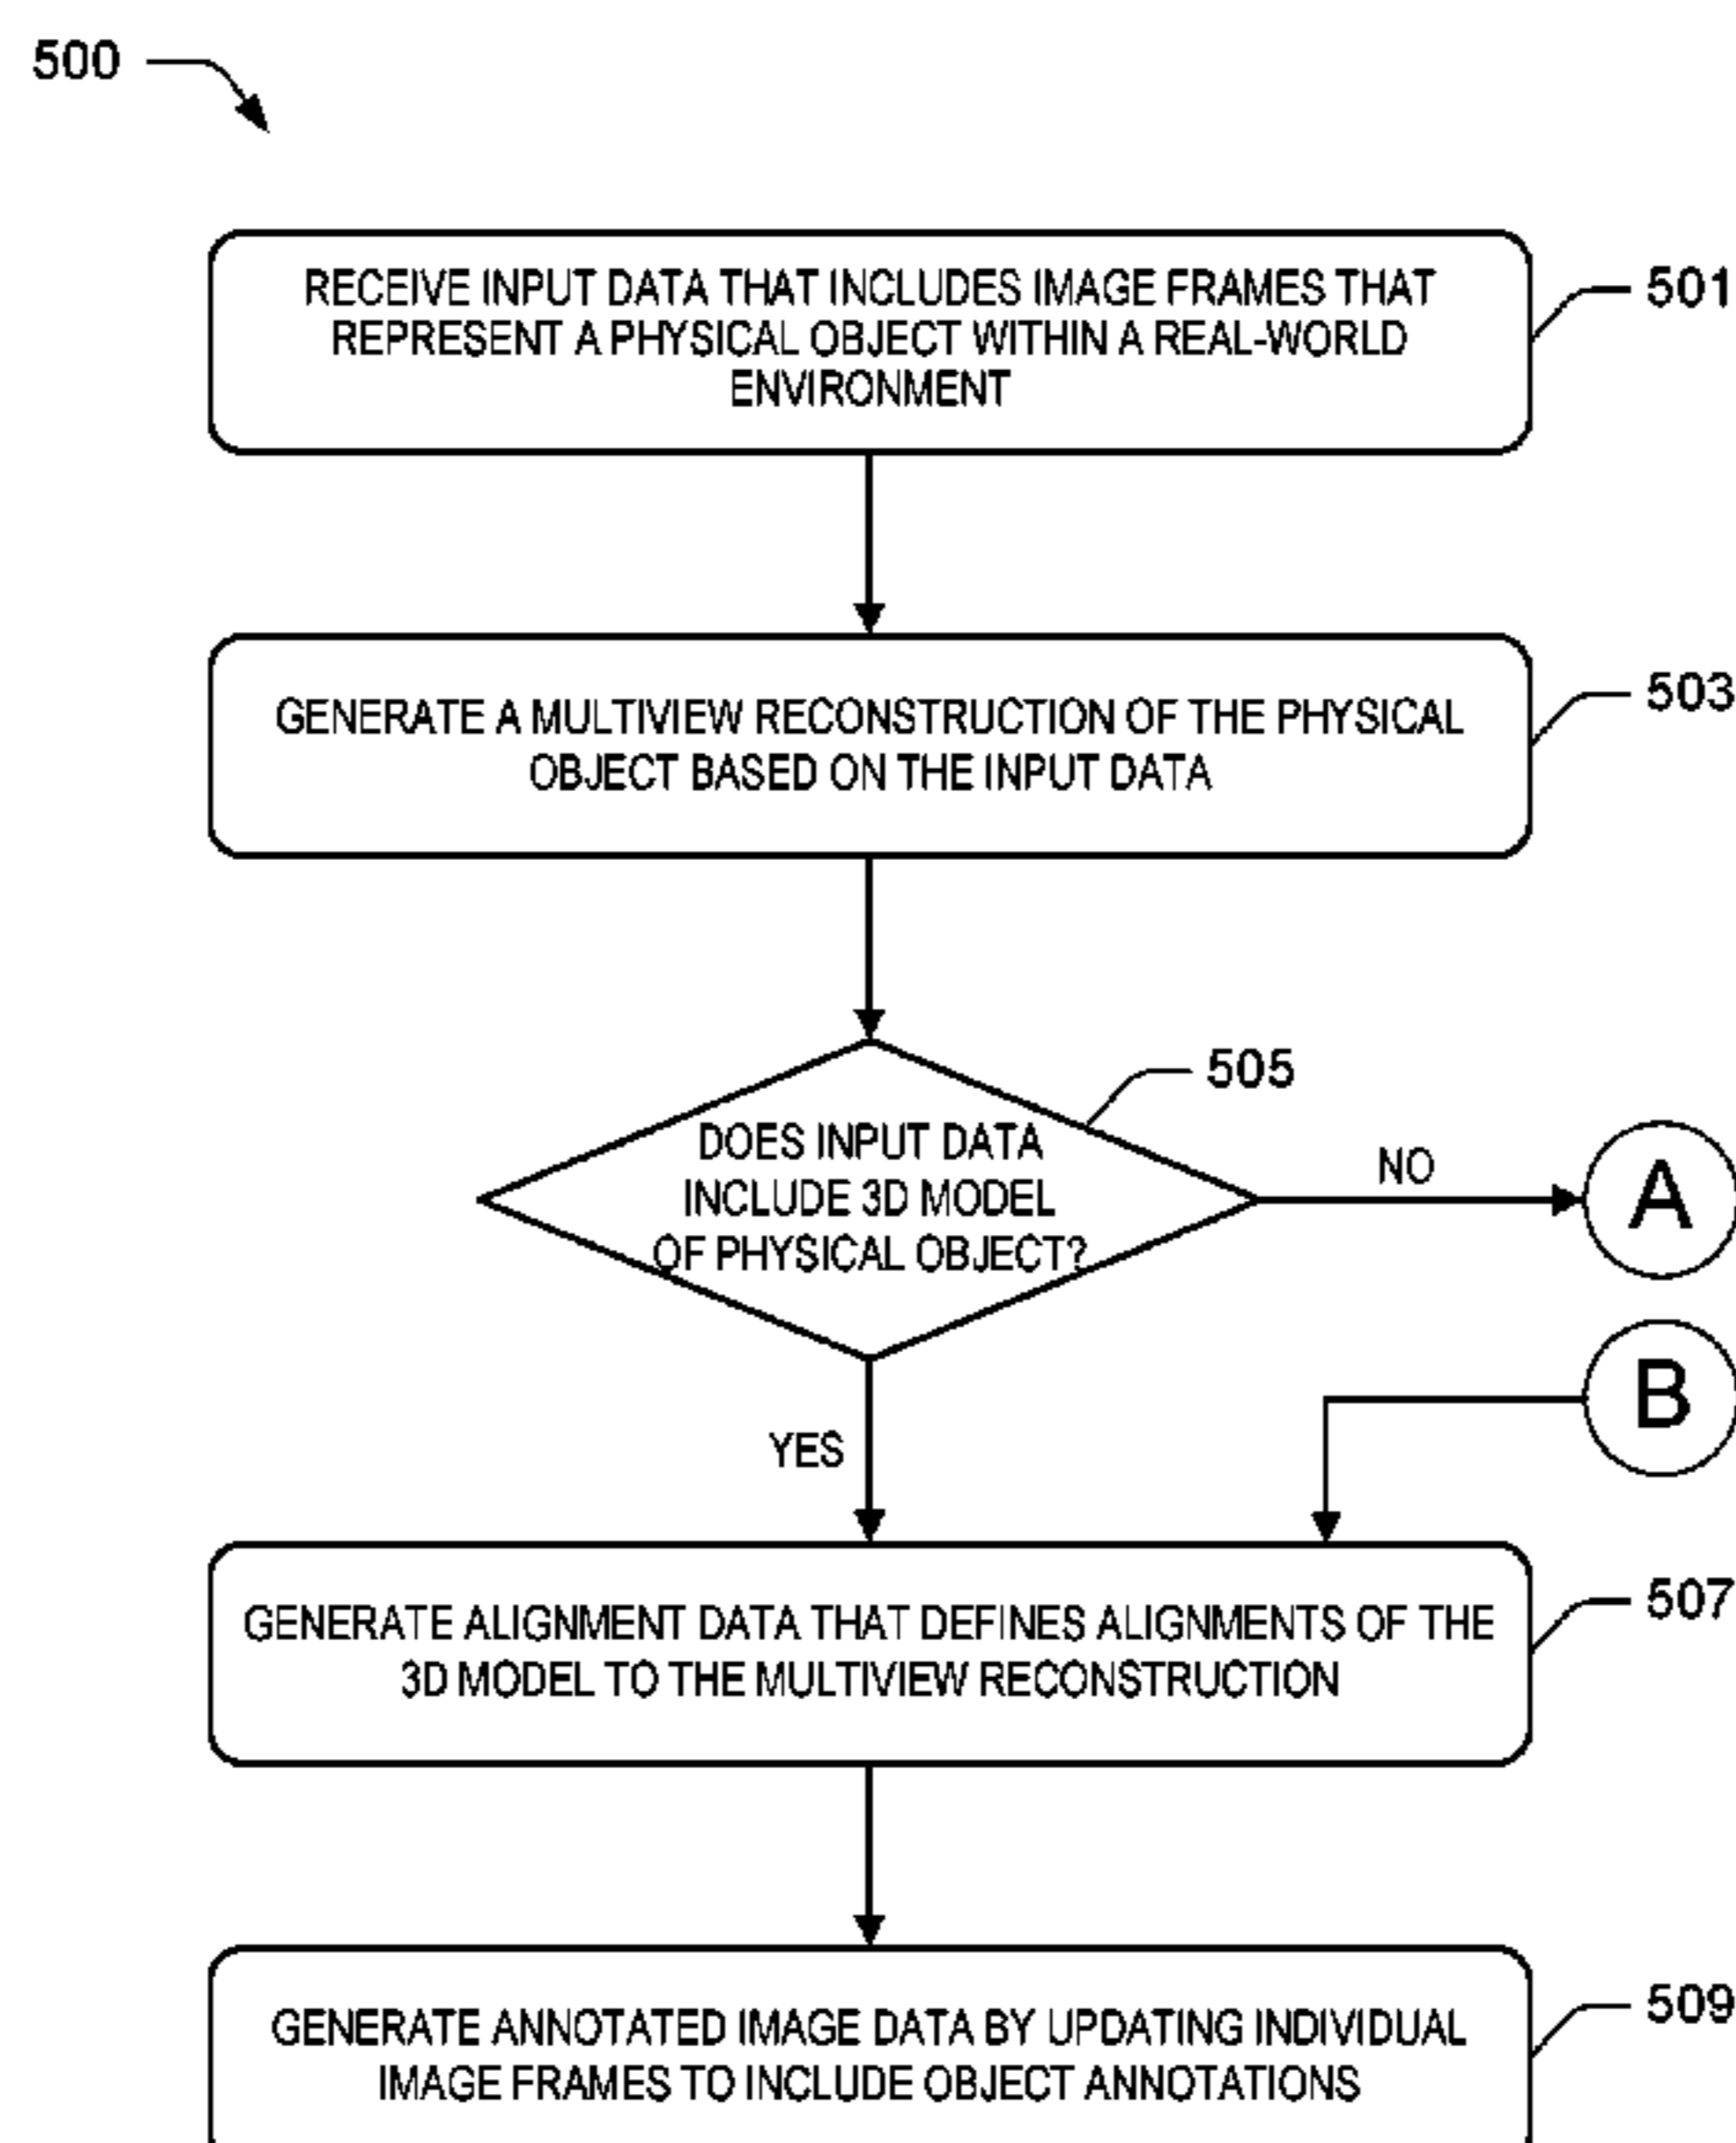 500
RECEIVE INPUT DATA THAT INCLUDES IMAGE FRAMES THAT
REPRESENT A PHYSICAL OBJECT WITHIN A REAL-WORLD
ENVIRONMENT
501
GENERATE A MULTIVIEW RECONSTRUCTION OF THE PHYSICAL
OBJECT BASED ON THE INPUT DATA
503
DOES INPUT DATA
INCLUDE 3D MODEL
OF PHYSICAL OBJECT?
505
NO
A
B
YES
GENERATE ALIGNMENT DATA THAT DEFINES ALIGNMENTS OF THE
3D MODEL TO THE MULTIVIEW RECONSTRUCTION
507
GENERATE ANNOTATED IMAGE DATA BY UPDATING INDIVIDUAL
IMAGE FRAMES TO INCLUDE OBJECT ANNOTATIONS
509